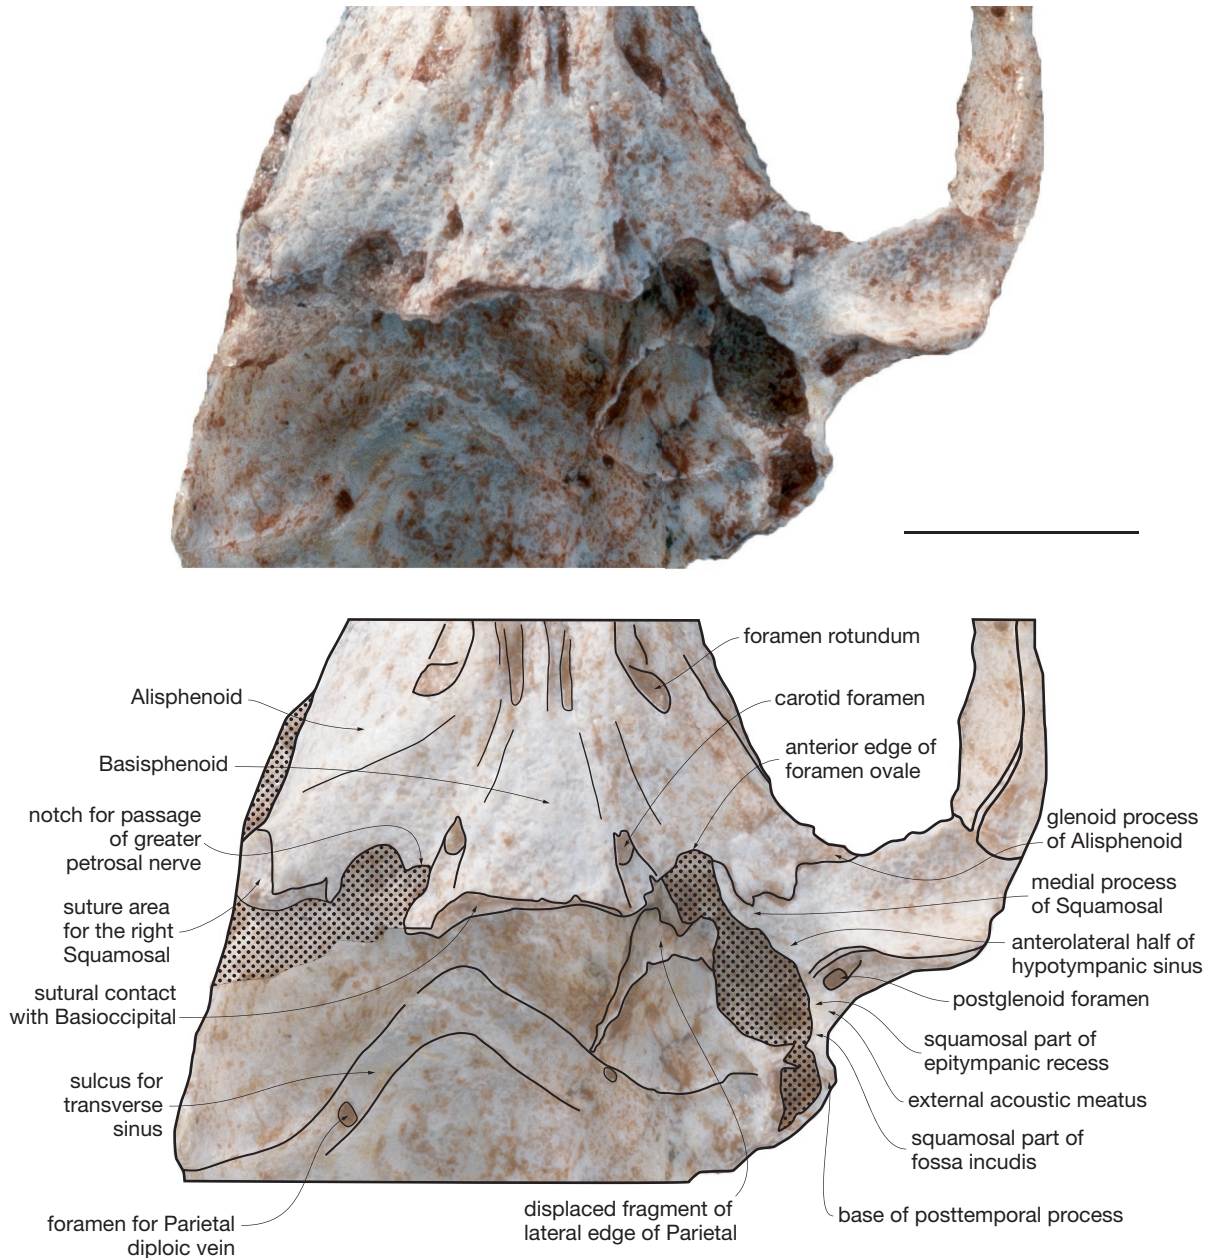 foramen rotundum
Alisphenoid
carotid foramen
Basisphenoid
anterior edge of
foramen ovale
notch for passage
of greater
petrosal nerve
glenoid process
of Alisphenoid
medial process
of Squamosal
suture area
for the right
Squamosal
anterolateral half of
hypotympanic sinus
sutural contact
with Basioccipital
postglenoid foramen
squamosal part of
epitympanic recess
sulcus for
transverse
sinus
external acoustic meatus
squamosal part of
fossa incudis
foramen for Parietal
diploic vein
displaced fragment of
lateral edge of Parietal
base of posttemporal process